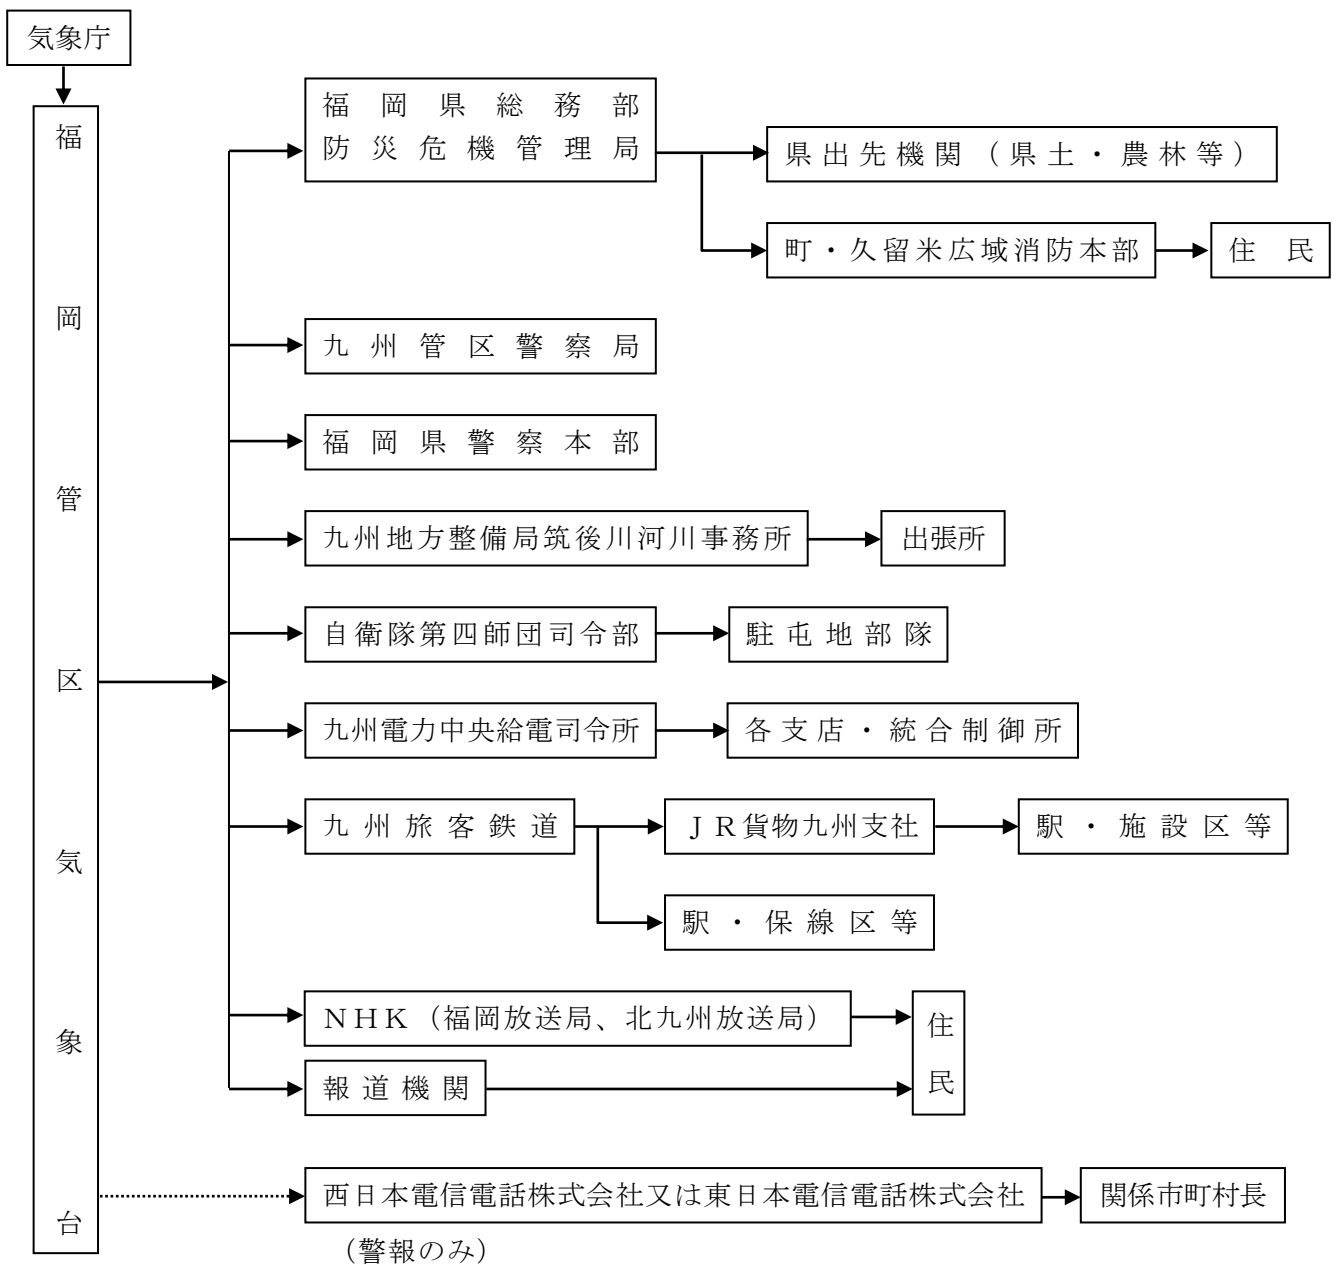 気象庁
福岡管区気象台
福岡県総務部
防災危機管理局
県出先機関（県土・農林等）
町・久留米広域消防本部
住民
九州管区警察局
福岡県警察本部
九州地方整備局筑後川河川事務所
出張所
自衛隊第四師団司令部
駐屯地部隊
九州電力中央給電司令所
各支店・統合制御所
九州旅客鉄道
ＪＲ貨物九州支社
駅・施設区等
駅・保線区等
ＮＨＫ（福岡放送局、北九州放送局）
住民
報道機関
西日本電信電話株式会社又は東日本電信電話株式会社
関係市町村長
（警報のみ）